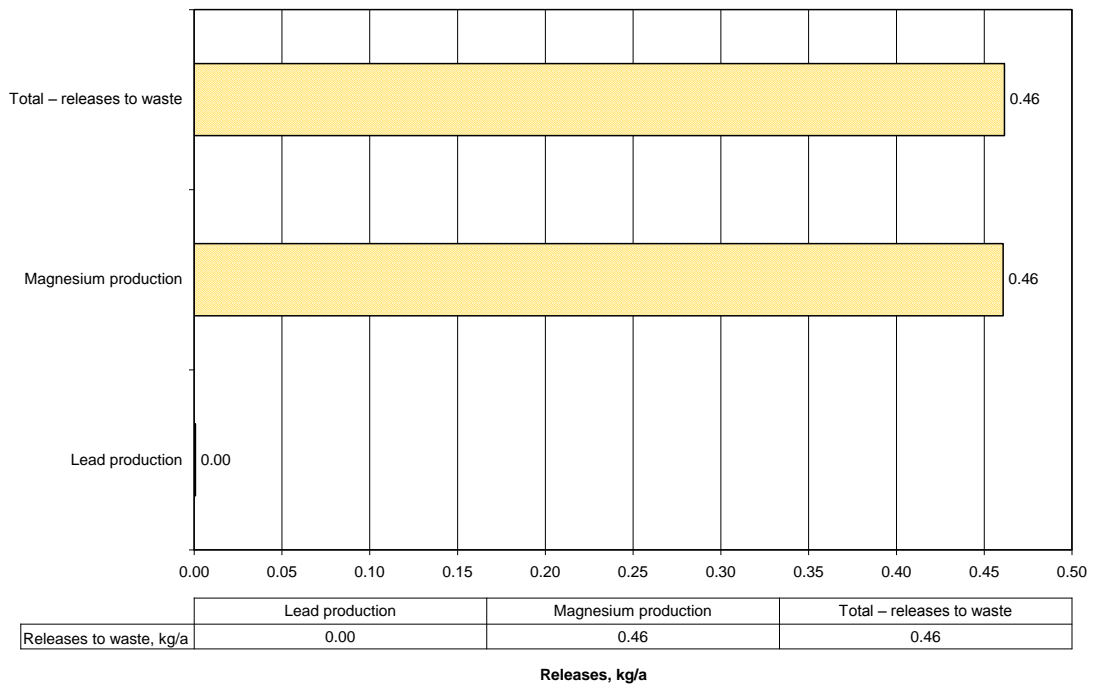 Total – releases to waste
0.46
Magnesium production
0.46
Lead production
0.00
0.00 0.05 0.10 0.15 0.20 0.25 0.30 0.35 0.40 0.45 0.50
Lead production Magnesium production Total – releases to waste
Releases to waste, kg/a 0.00 0.46 0.46
Releases, kg/a